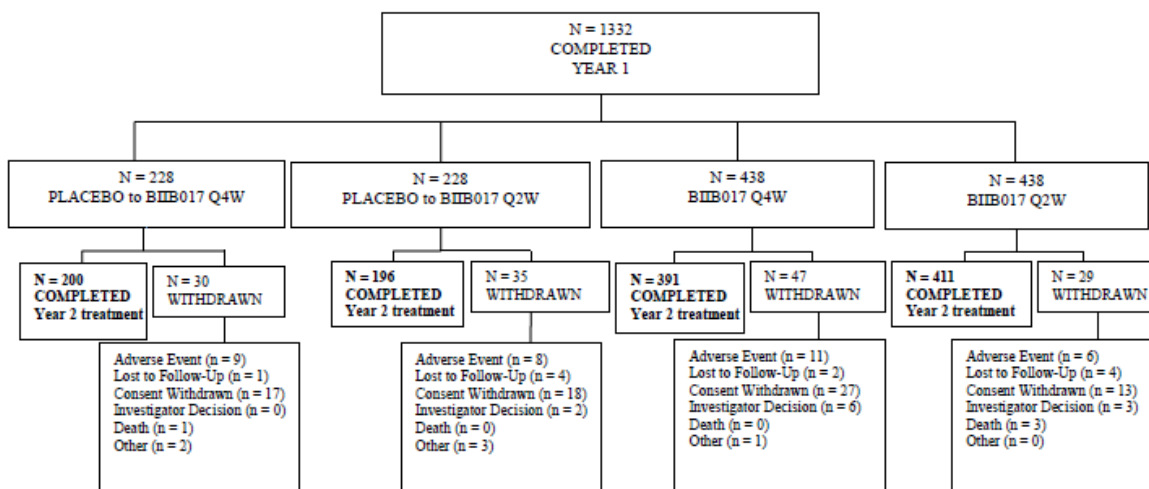 N = 1332
COMPLETED
YEAR 1
N = 228
PLACEBO to BIIB017 Q4W
N = 228
PLACEBO to BIIB017 Q2W
N = 438
BIIB017 Q4W
N = 438
BIIB017 Q2W
N = 200
COMPLETED
Year 2 treatment
N = 30
WITHDRAWN
N = 196
COMPLETED
Year 2 treatment
N = 35
WITHDRAWN
N = 391
COMPLETED
Year 2 treatment
N = 47
WITHDRAWN
N = 411
COMPLETED
Year 2 treatment
N = 29
WITHDRAWN
Adverse Event (n = 9)
Lost to Follow-Up (n = 1)
Consent Withdrawn (n = 17)
Investigator Decision (n = 0)
Death (n = 1)
Other (n = 2)
Adverse Event (n = 8)
Lost to Follow-Up (n = 4)
Consent Withdrawn (n = 18)
Investigator Decision (n = 2)
Death (n = 0)
Other (n = 3)
Adverse Event (n = 11)
Lost to Follow-Up (n = 2)
Consent Withdrawn (n = 27)
Investigator Decision (n = 6)
Death (n = 0)
Other (n = 1)
Adverse Event (n = 6)
Lost to Follow-Up (n = 4)
Consent Withdrawn (n = 13)
Investigator Decision (n = 3)
Death (n = 3)
Other (n = 0)